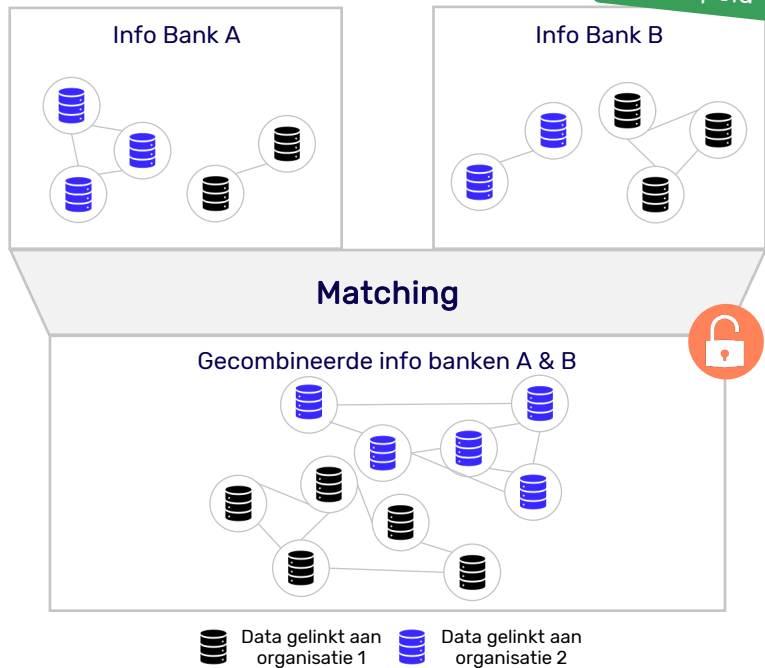 Info Bank A
Info Bank B
Matching
Gecombineerde info banken A & B
Data gelinkt aan
organisatie 1
Data gelinkt aan
organisatie 2